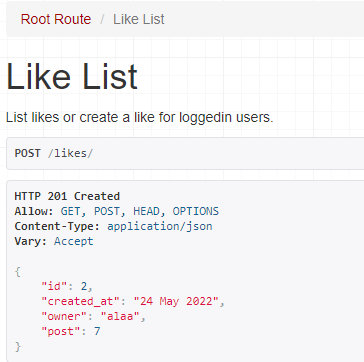 Root Route / Like List
Like List
List likes or create a like for loggedin users.
POST /likes/
HTTP 201 Created
Allow: GET, POST, HEAD, OPTIONS
Content-Type: application/json
Vary: Accept
{
    "id": 2,
    "created_at": "24 May 2022",
    "owner": "alaa",
    "post": 7
}